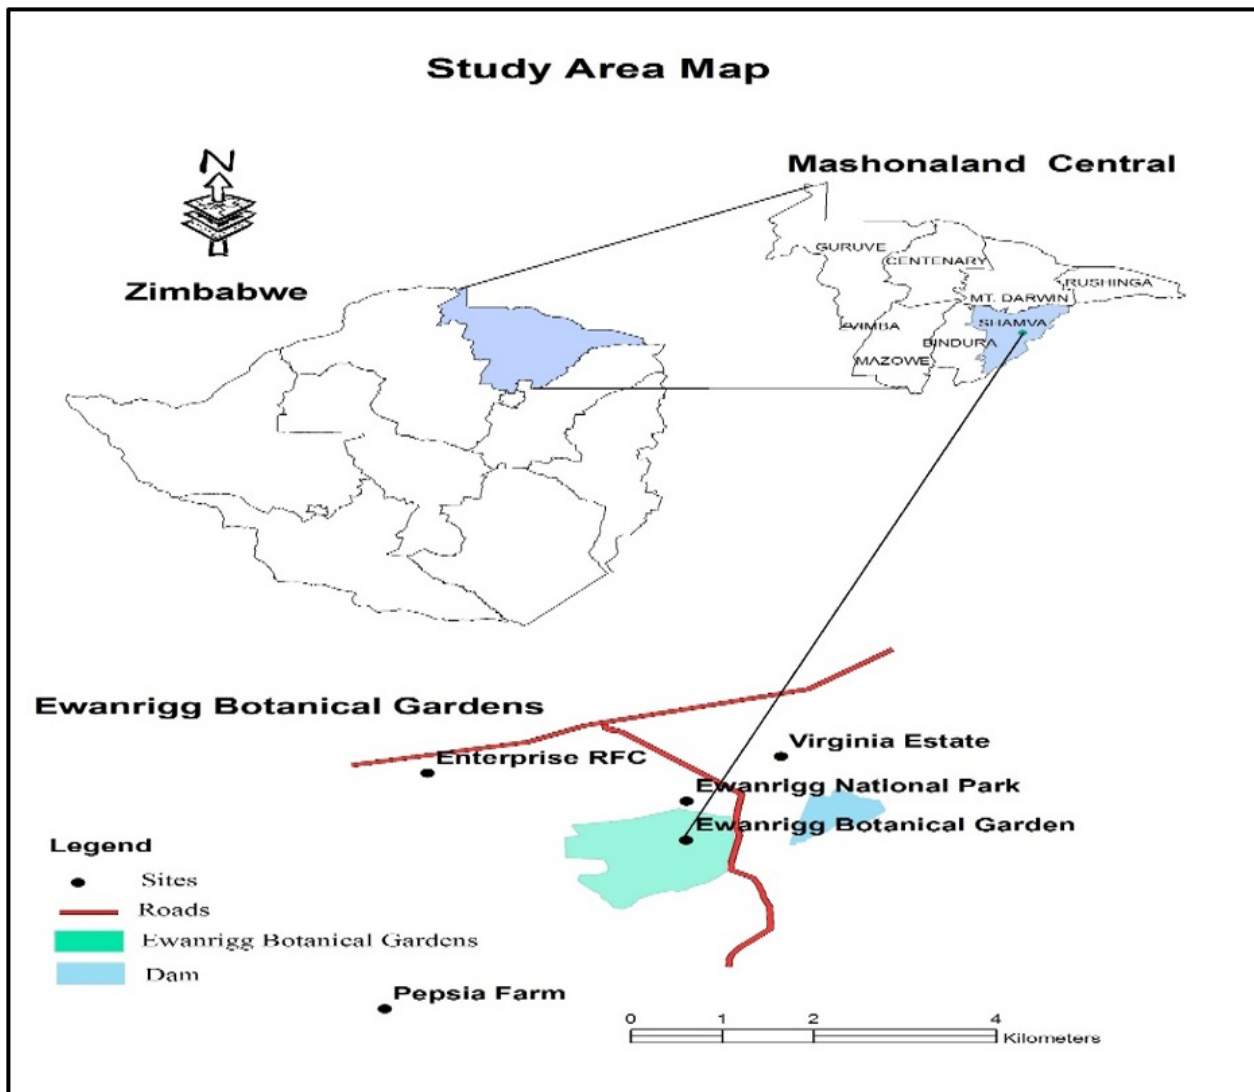 Study Area Map
N
Mashonaland Central
Zimbabwe
GURUVE
CENTENARY
RUSHINGA
MT. DARWIN
SHAMVA
ZVIMBA
BINDURA
MAZOWE
Ewanrigg Botanical Gardens
Virginia Estate
Enterprise RFC
Ewanrigg National Park
Ewanrigg Botanical Garden
Legend
Sites
Roads
Ewanrigg Botanical Gardens
Dam
Pepsia Farm
0 1 2 4
Kilometers